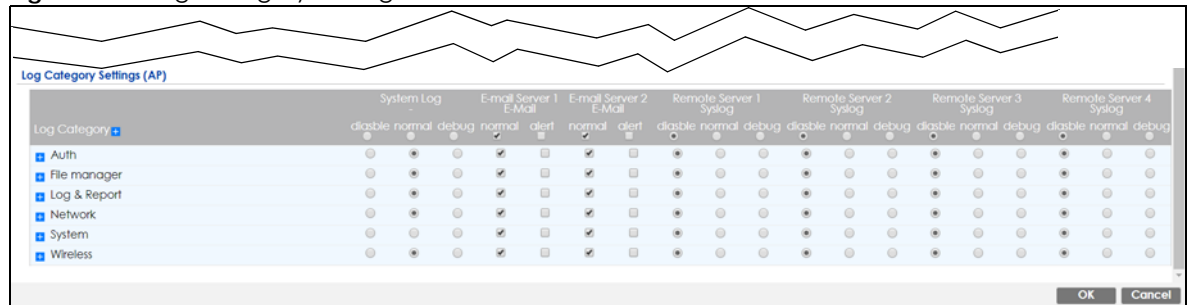 Log Category Settings (AP)
System Log E-mail Server 1 E-mail Server 2 Remote Server 1 Remote Server 2 Remote Server 3 Remote Server 4
- E-Mail E-Mail Syslog Syslog Syslog Syslog
Log Category disable normal debug normal alert normal alert disable normal debug disable normal debug disable normal debug disable normal debug
Auth
File manager
Log & Report
Network
System
Wireless
OK Cancel